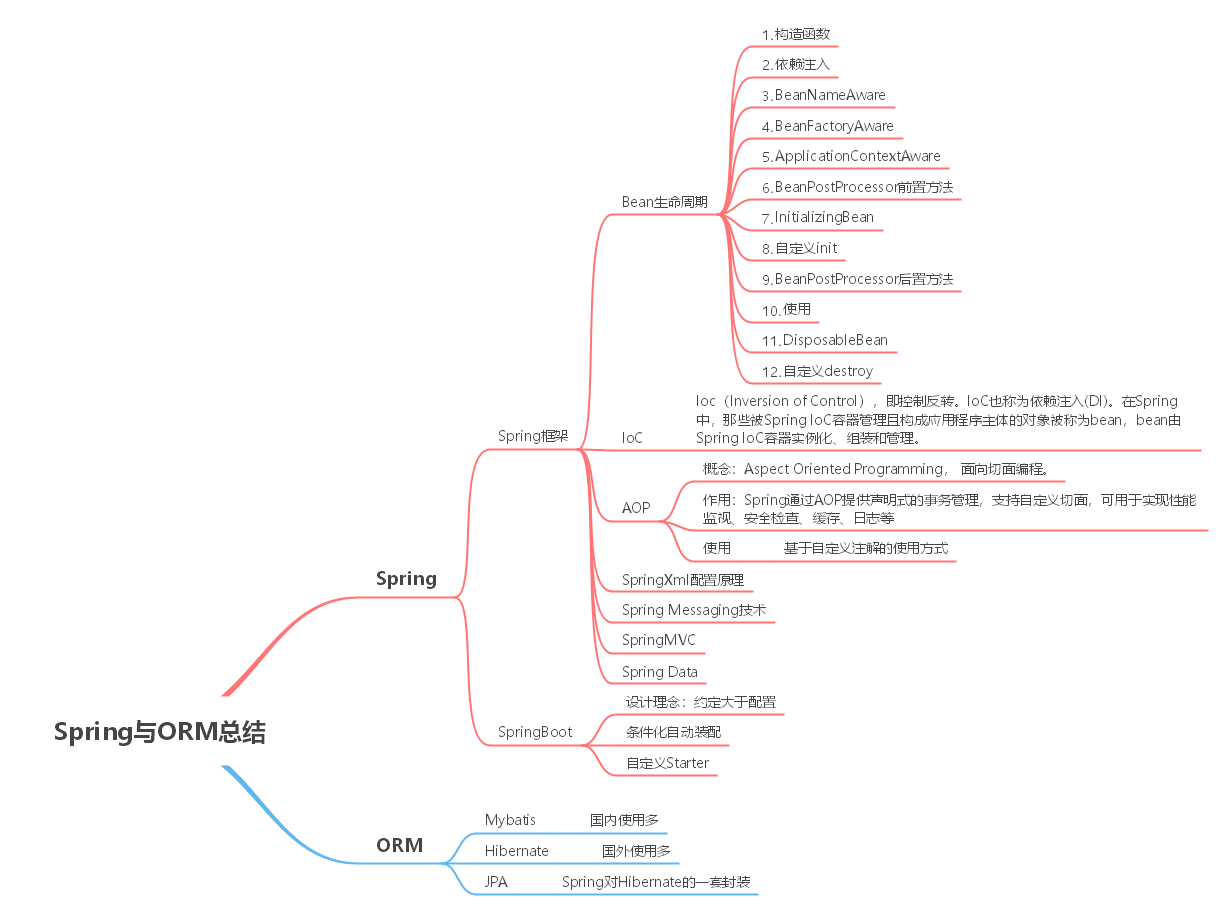 Spring与ORM总结
Spring
Spring框架
Bean生命周期
1.构造函数
2.依赖注入
3.BeanNameAware
4.BeanFactoryAware
5.ApplicationContextAware
6.BeanPostProcessor前置方法
7.InitializingBean
8.自定义init
9.BeanPostProcessor后置方法
10.使用
11.DisposableBean
12.自定义destroy
IoC
Ioc（Inversion of Control），即控制反转。IoC也称为依赖注入(DI)。在Spring
中，那些被Spring IoC容器管理且构成应用程序主体的对象被称为bean，bean由
Spring IoC容器实例化、组装和管理。
AOP
概念：Aspect Oriented Programming， 面向切面编程。
作用：Spring通过AOP提供声明式的事务管理，支持自定义切面，可用于实现性能
监视、安全检查、缓存、日志等
使用
基于自定义注解的使用方式
SpringXml配置原理
Spring Messaging技术
SpringMVC
Spring Data
SpringBoot
设计理念：约定大于配置
条件化自动装配
自定义Starter
ORM
Mybatis
国内使用多
Hibernate
国外使用多
JPA
Spring对Hibernate的一套封装